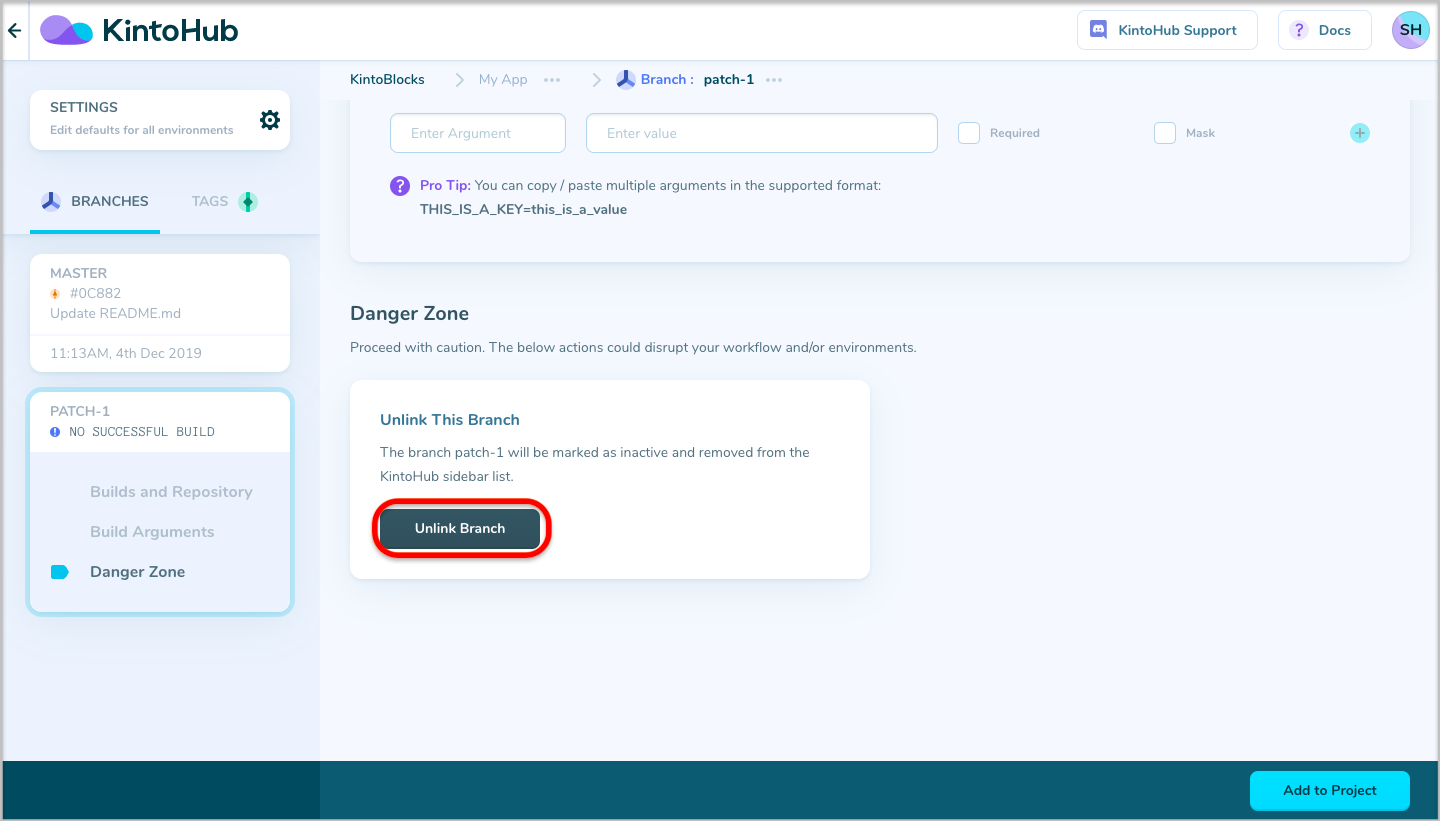 KintoHub
KintoHub Support
? Docs
SH
SETTINGS
Edit defaults for all environments
KintoBlocks
My App
Branch : patch-1
BRANCHES
TAGS
Enter Argument
Enter value
Required
Mask
? Pro Tip: You can copy / paste multiple arguments in the supported format:
THIS_IS_A_KEY=this_is_a_value
MASTER
#0C882
Update README.md
11:13AM, 4th Dec 2019
PATCH-1
NO SUCCESSFUL BUILD
Builds and Repository
Build Arguments
Danger Zone
Danger Zone
Proceed with caution. The below actions could disrupt your workflow and/or environments.
Unlink This Branch
The branch patch-1 will be marked as inactive and removed from the
KintoHub sidebar list.
Unlink Branch
Add to Project